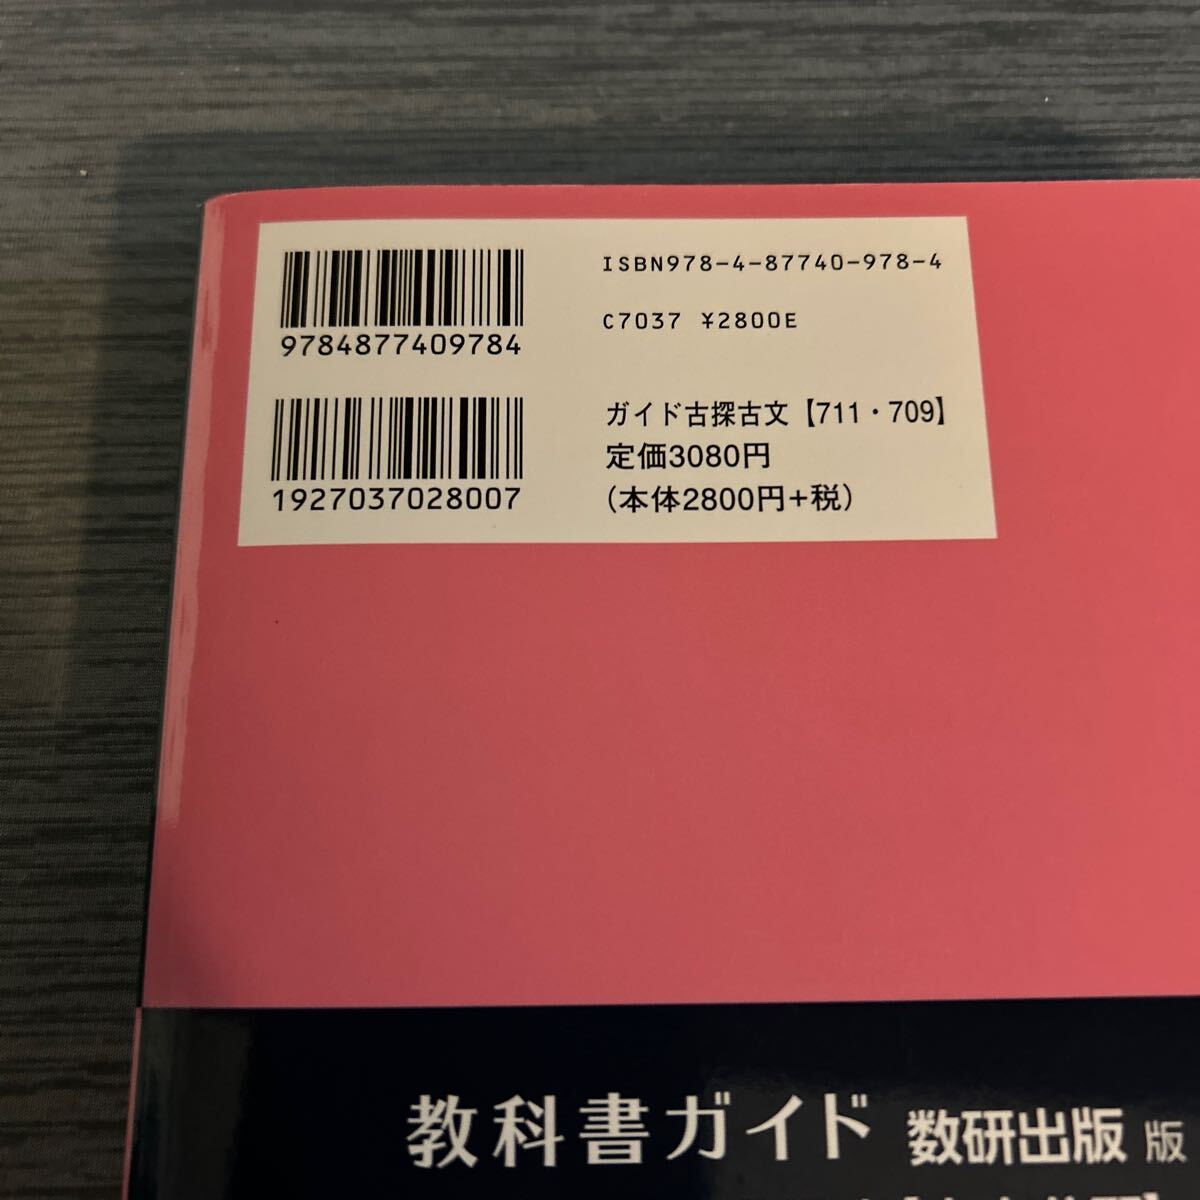 ISBN978-4-87740-978-4
C7037 ¥2800E
9784877409784
1927037028007
ガイド古探古文【711・709】
定価3080円
(本体2800円+税)
教科書ガイド 数研出版 版